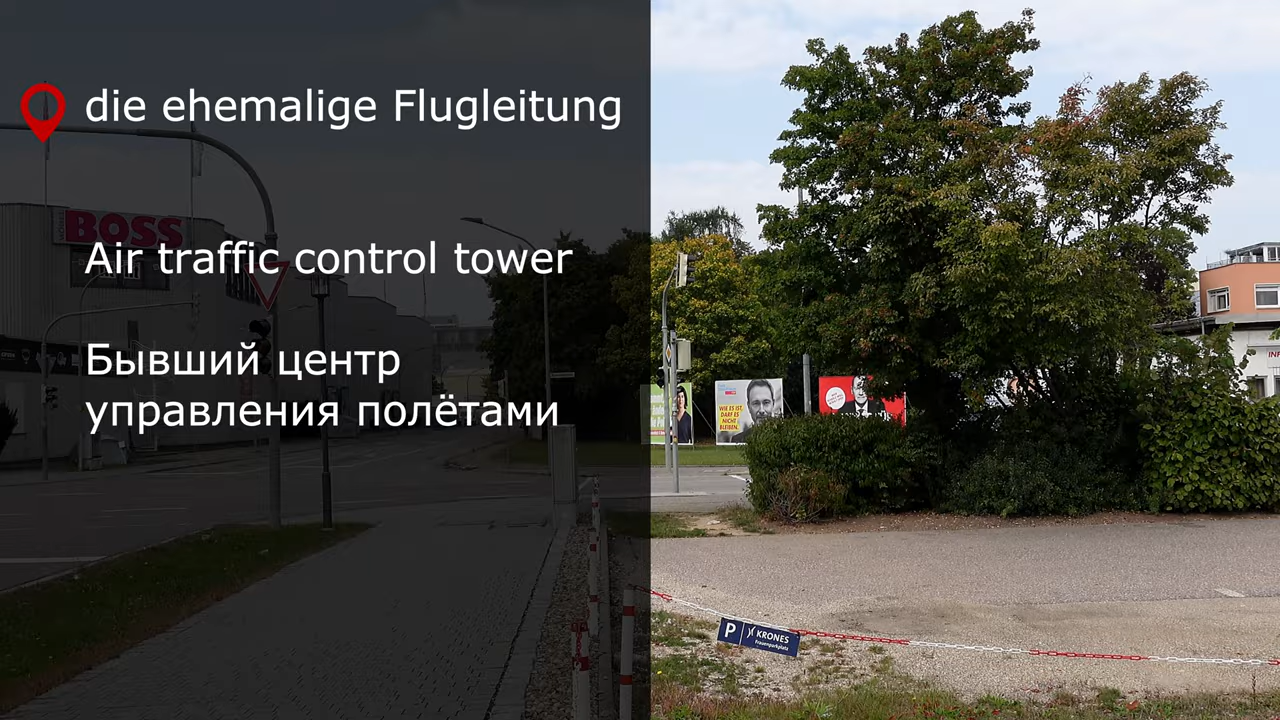 die ehemalige Flugleitung
BOSS
Air traffic control tower
Бывший центр
управления полётами
WIE ES IST,
DARF ES
NICHT
BLEIBEN.
P KRONES
Frauenparkplatz